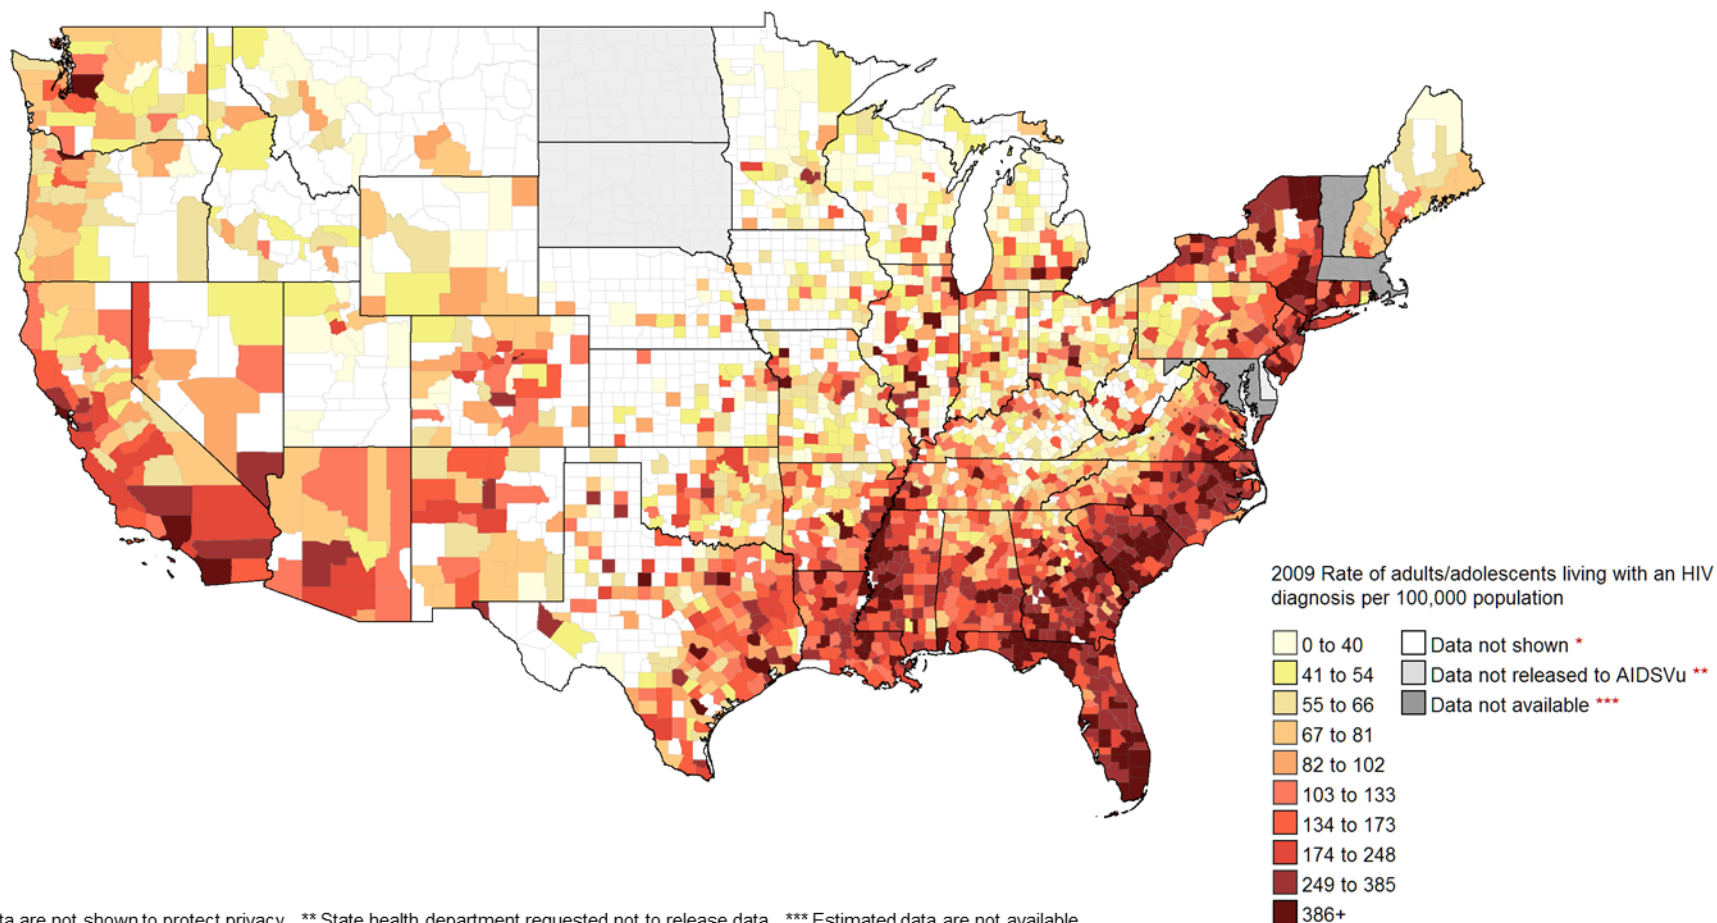 2009 Rate of adults/adolescents living with an HIV
diagnosis per 100,000 population
0 to 40
41 to 54
55 to 66
67 to 81
82 to 102
103 to 133
134 to 173
174 to 248
249 to 385
386+
Data not shown *
Data not released to AIDSVu **
Data not available ***
are not shown to protect privacy. ** State health department requested not to release data. *** Estimated data are not available